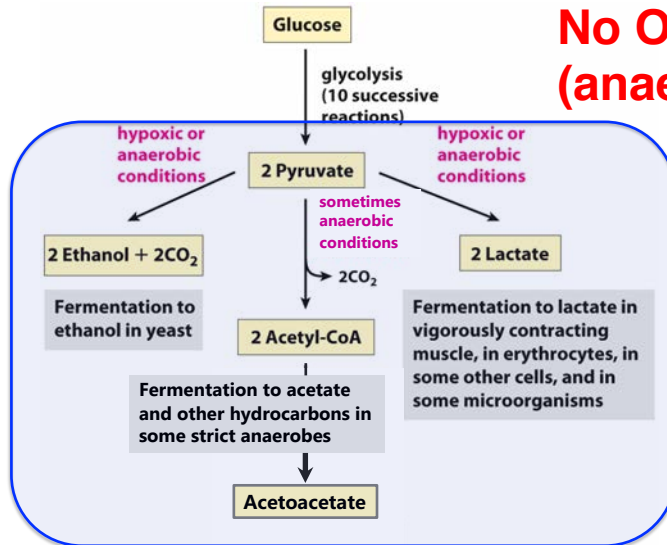 Glucose
No O
(anae
glycolysis
(10 successive
reactions)
hypoxic or
anaerobic
conditions
hypoxic or
anaerobic
conditions
2 Pyruvate
sometimes
anaerobic
conditions
2 Ethanol + 2CO₂
2CO₂
2 Lactate
Fermentation to
ethanol in yeast
Fermentation to lactate in
vigorously contracting
muscle, in erythrocytes, in
some other cells, and in
some microorganisms
2 Acetyl-CoA
Fermentation to acetate
and other hydrocarbons in
some strict anaerobes
Acetoacetate